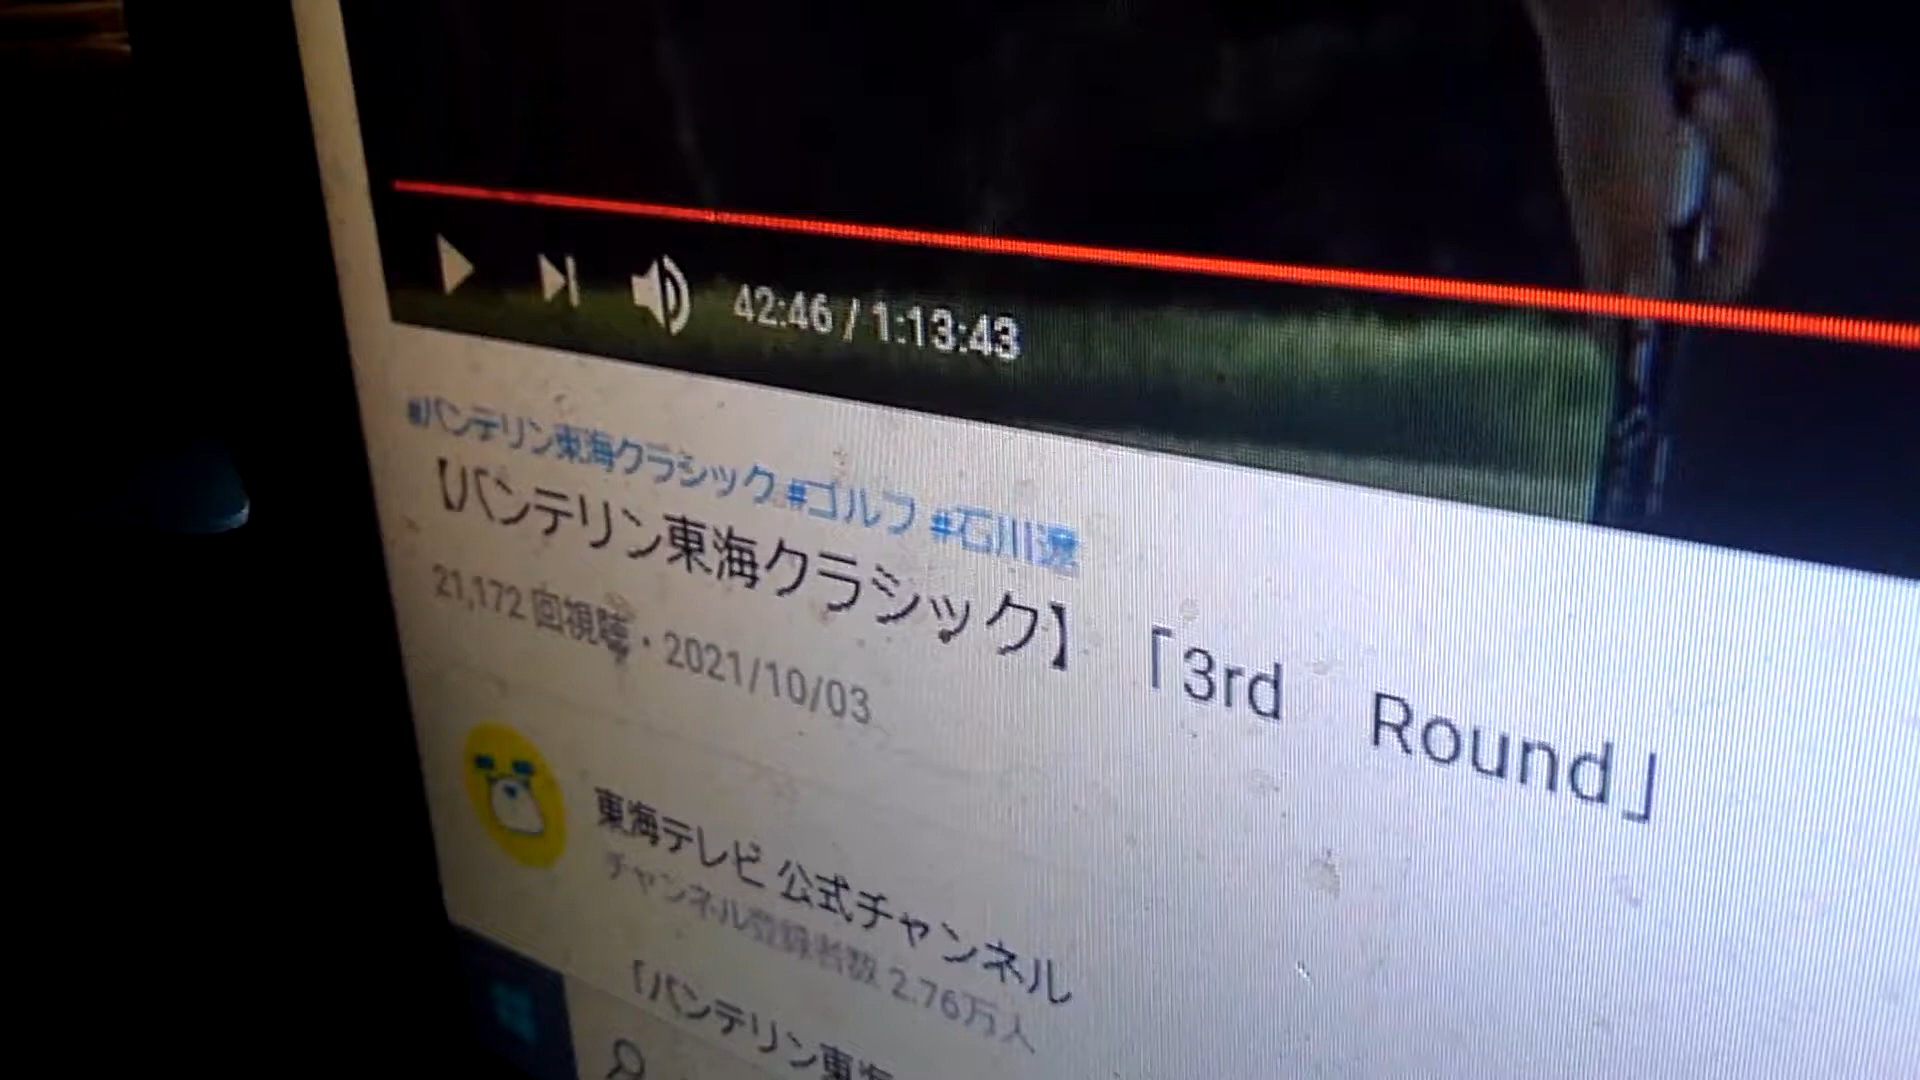 42:46 / 1:13:43
#バンテリン東海クラシック #ゴルフ #石川遼
【バンテリン東海クラシック】 「3rd　Round」
21,172 回視聴・2021/10/03
東海テレビ 公式チャンネル
チャンネル登録者数 2.76万人
「バンテリン東海